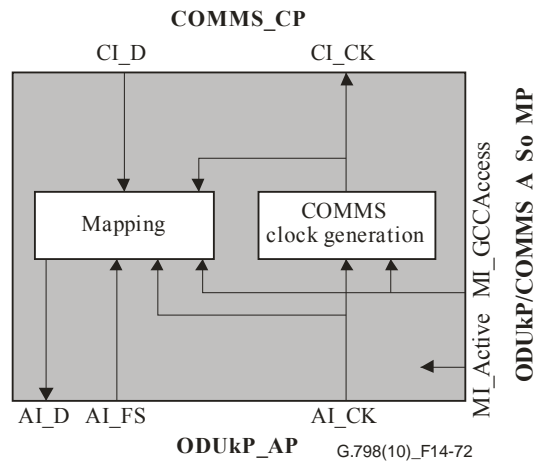 COMMS_CP
CI_D
CI_CK
Mapping
COMMS
clock generation
MI_Active MI_GCCAccess
ODUkP/COMMS_A_So_MP
AI_D
AI_FS
AI_CK
ODUkP_AP
G.798(10)_F14-72